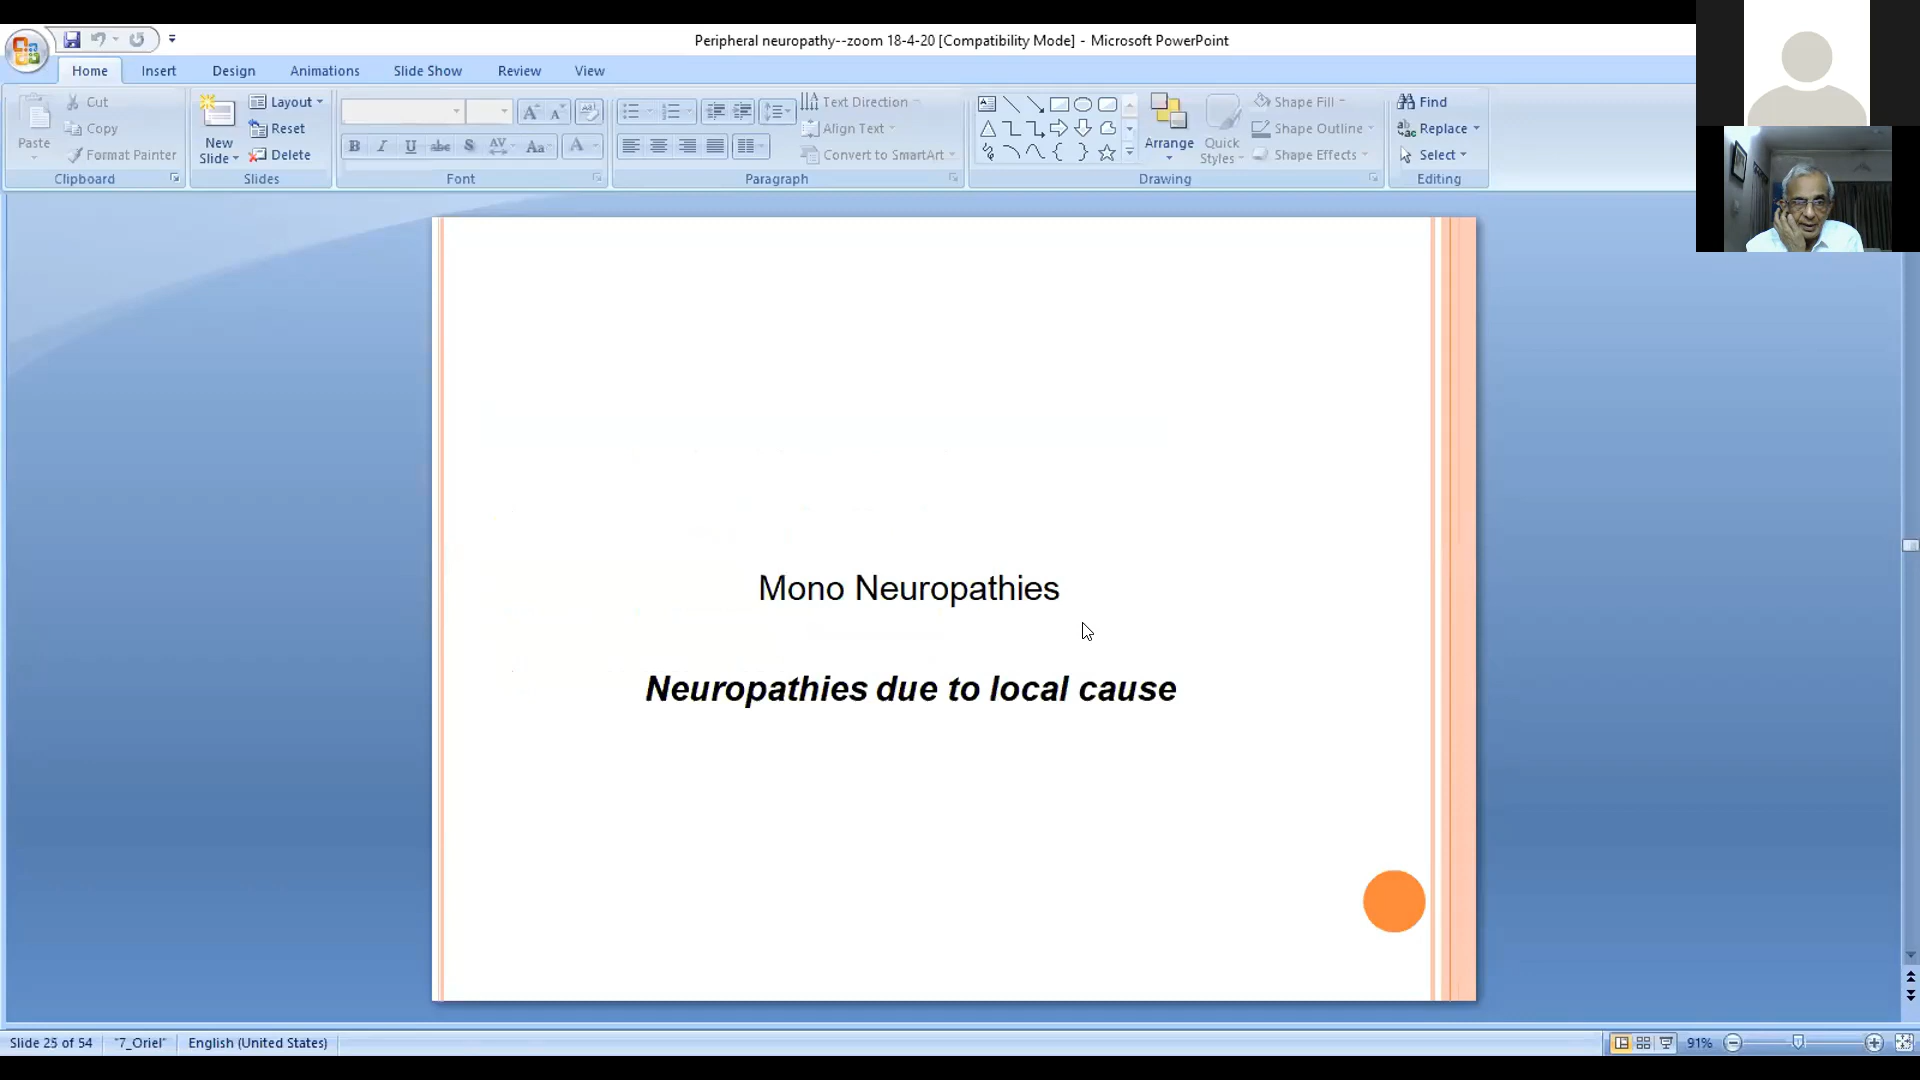 Peripheral neuropathy--zoom 18-4-20 [Compatibility Mode] - Microsoft PowerPoint
Home Insert Design Animations Slide Show Review View
Paste
Cut
Copy
Format Painter
Clipboard
New Slide
Layout
Reset
Delete
Slides
B I U abc S AV Aa A
Font
Paragraph
Text Direction
Align Text
Convert to SmartArt
Arrange
Quick Styles
Shape Fill
Shape Outline
Shape Effects
Drawing
Find
Replace
Select
Editing
Mono Neuropathies
Neuropathies due to local cause
Slide 25 of 54 "7_Oriel" English (United States) 91%